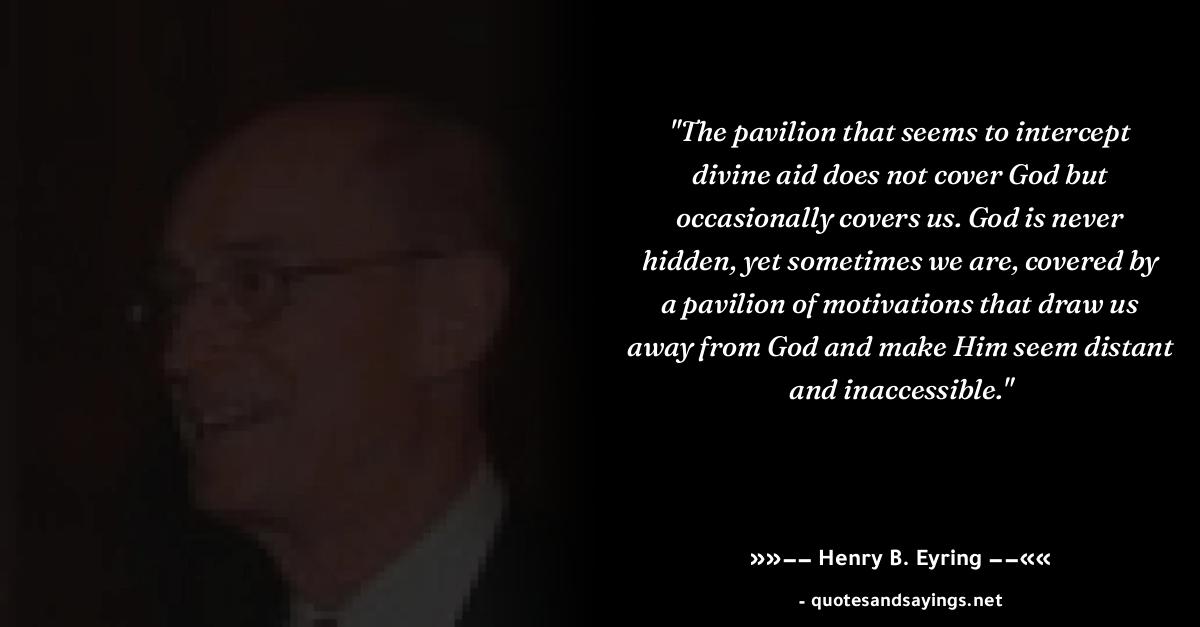 "The pavilion that seems to intercept
divine aid does not cover God but
occasionally covers us. God is never
hidden, yet sometimes we are, covered by
a pavilion of motivations that draw us
away from God and make Him seem distant
and inaccessible."
»»−− Henry B. Eyring −−««
- quotesandsayings.net